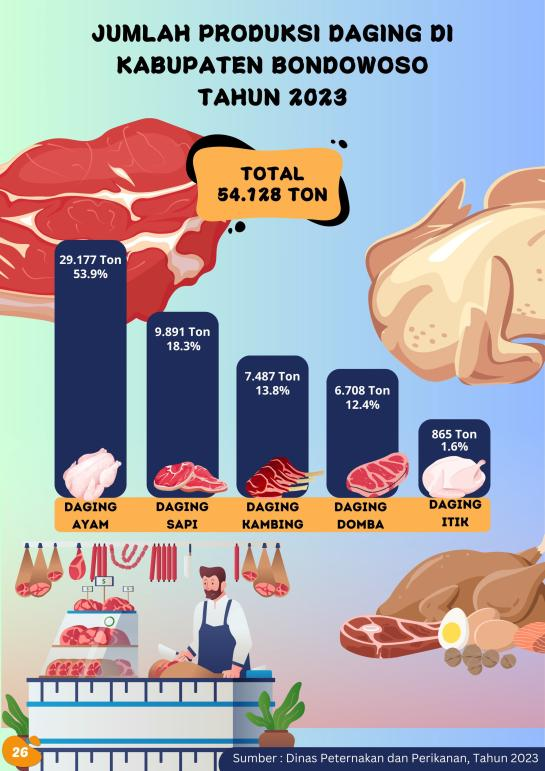 JUMLAH PRODUKSI DAGING DI
KABUPATEN BONDOWOSO
TAHUN 2023
TOTAL
54.128 TON
29.177 Ton
53.9%
9.891 Ton
18.3%
7.487 Ton
13.8%
6.708 Ton
12.4%
865 Ton
1.6%
DAGING
AYAM
DAGING
SAPI
DAGING
KAMBING
DAGING
DOMBA
DAGING
ITIK
26
Sumber : Dinas Peternakan dan Perikanan, Tahun 2023